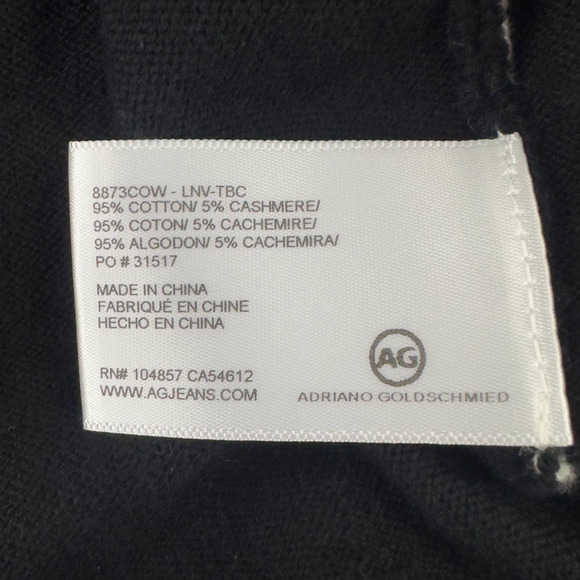 8873COW - LNV-TBC
95% COTTON/ 5% CASHMERE/
95% COTON/ 5% CACHEMIRE/
95% ALGODON/ 5% CACHEMIRA/
PO # 31517
MADE IN CHINA
FABRIQUÉ EN CHINE
HECHO EN CHINA
RN# 104857 CA54612
WWW.AGJEANS.COM
AG
ADRIANO GOLDSCHMIED